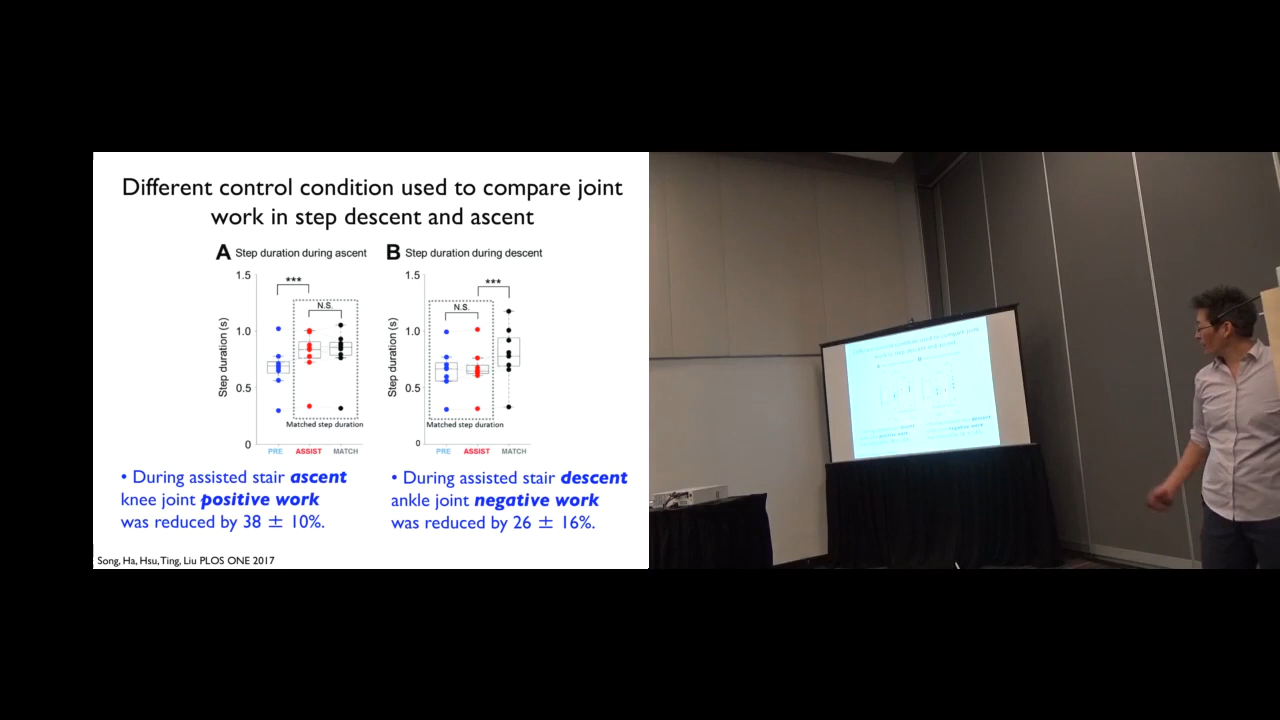 Different control condition used to compare joint
work in step descent and ascent
A Step duration during ascent
1.5
1.0
0.5
0
Step duration (s)
***
N.S.
Matched step duration
PRE ASSIST MATCH
B Step duration during descent
1.5
1.0
0.5
0
Step duration (s)
N.S.
***
Matched step duration
PRE ASSIST MATCH
• During assisted stair ascent
knee joint positive work
was reduced by 38 ± 10%.
• During assisted stair descent
ankle joint negative work
was reduced by 26 ± 16%.
Song, Ha, Hsu, Ting, Liu PLOS ONE 2017